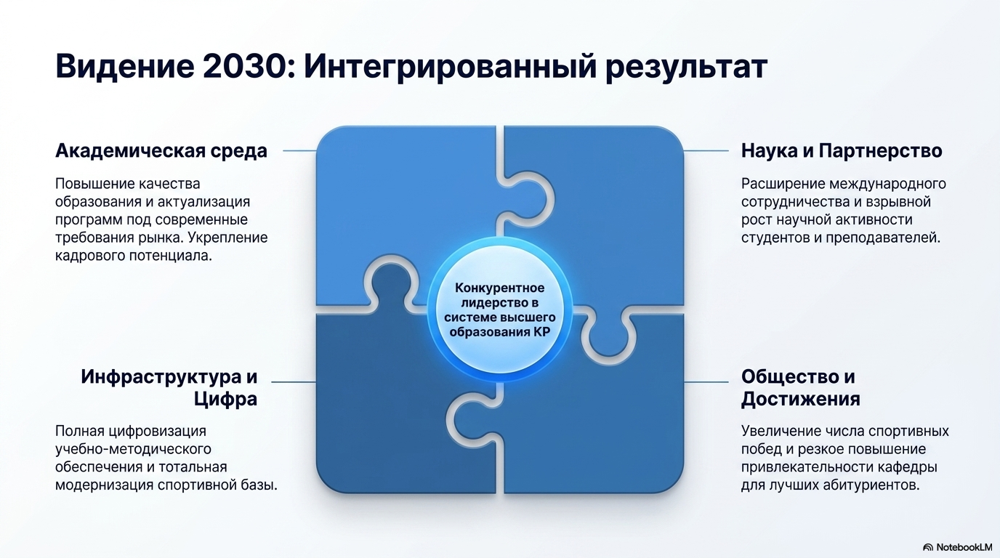 Видение 2030: Интегрированный результат
Академическая среда
Повышение качества
образования и актуализация
программ под современные
требования рынка. Укрепление
кадрового потенциала.
Наука и Партнерство
Расширение международного
сотрудничества и взрывной
рост научной активности
студентов и преподавателей.
Конкурентное
лидерство в
системе высшего
образования КР
Инфраструктура и
Цифра
Полная цифровизация
учебно-методического
обеспечения и тотальная
модернизация спортивной базы.
Общество и
Достижения
Увеличение числа спортивных
побед и резкое повышение
привлекательности кафедры
для лучших абитуриентов.
NotebookLM